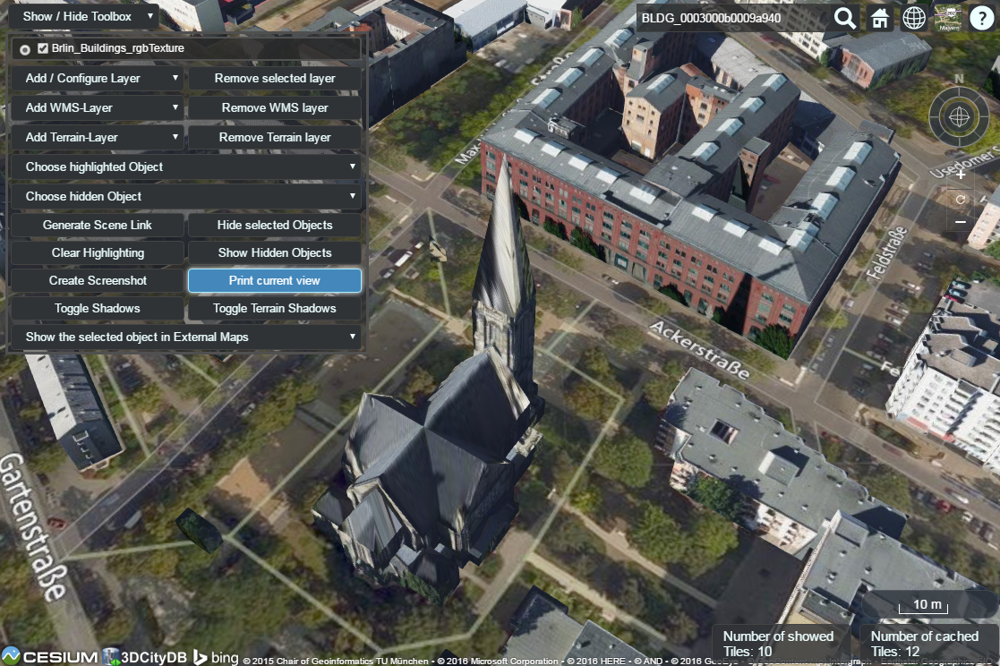 Show / Hide Toolbox
BLDG_0003000b0009a940
Brlin_Buildings_rgbTexture
Add / Configure Layer
Remove selected layer
Add WMS-Layer
Remove WMS layer
Add Terrain-Layer
Remove Terrain layer
Choose highlighted Object
Choose hidden Object
Generate Scene Link
Hide selected Objects
Clear Highlighting
Show Hidden Objects
Create Screenshot
Print current view
Toggle Shadows
Toggle Terrain Shadows
Show the selected object in External Maps
N
Usedomer
Feldstraße
Ackerstraße
Gartenstraße
10 m
Number of showed
Tiles: 10
Number of cached
Tiles: 12
CESIUM 3DCityDB bing © 2015 Chair of Geoinformatics TU München - © 2016 Microsoft Corporation - © 2016 HERE - © AND - © 2016